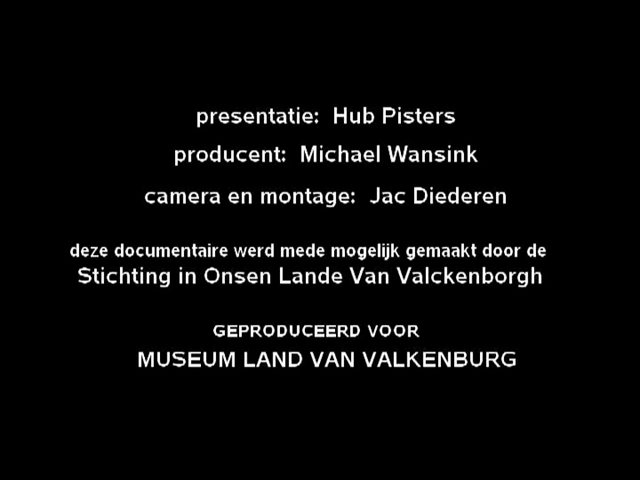 presentatie: Hub Pisters
producent: Michael Wansink
camera en montage: Jac Diederen
deze documentaire werd mede mogelijk gemaakt door de
Stichting in Onsen Lande Van Valckenborgh
GEPRODUCEERD VOOR
MUSEUM LAND VAN VALKENBURG